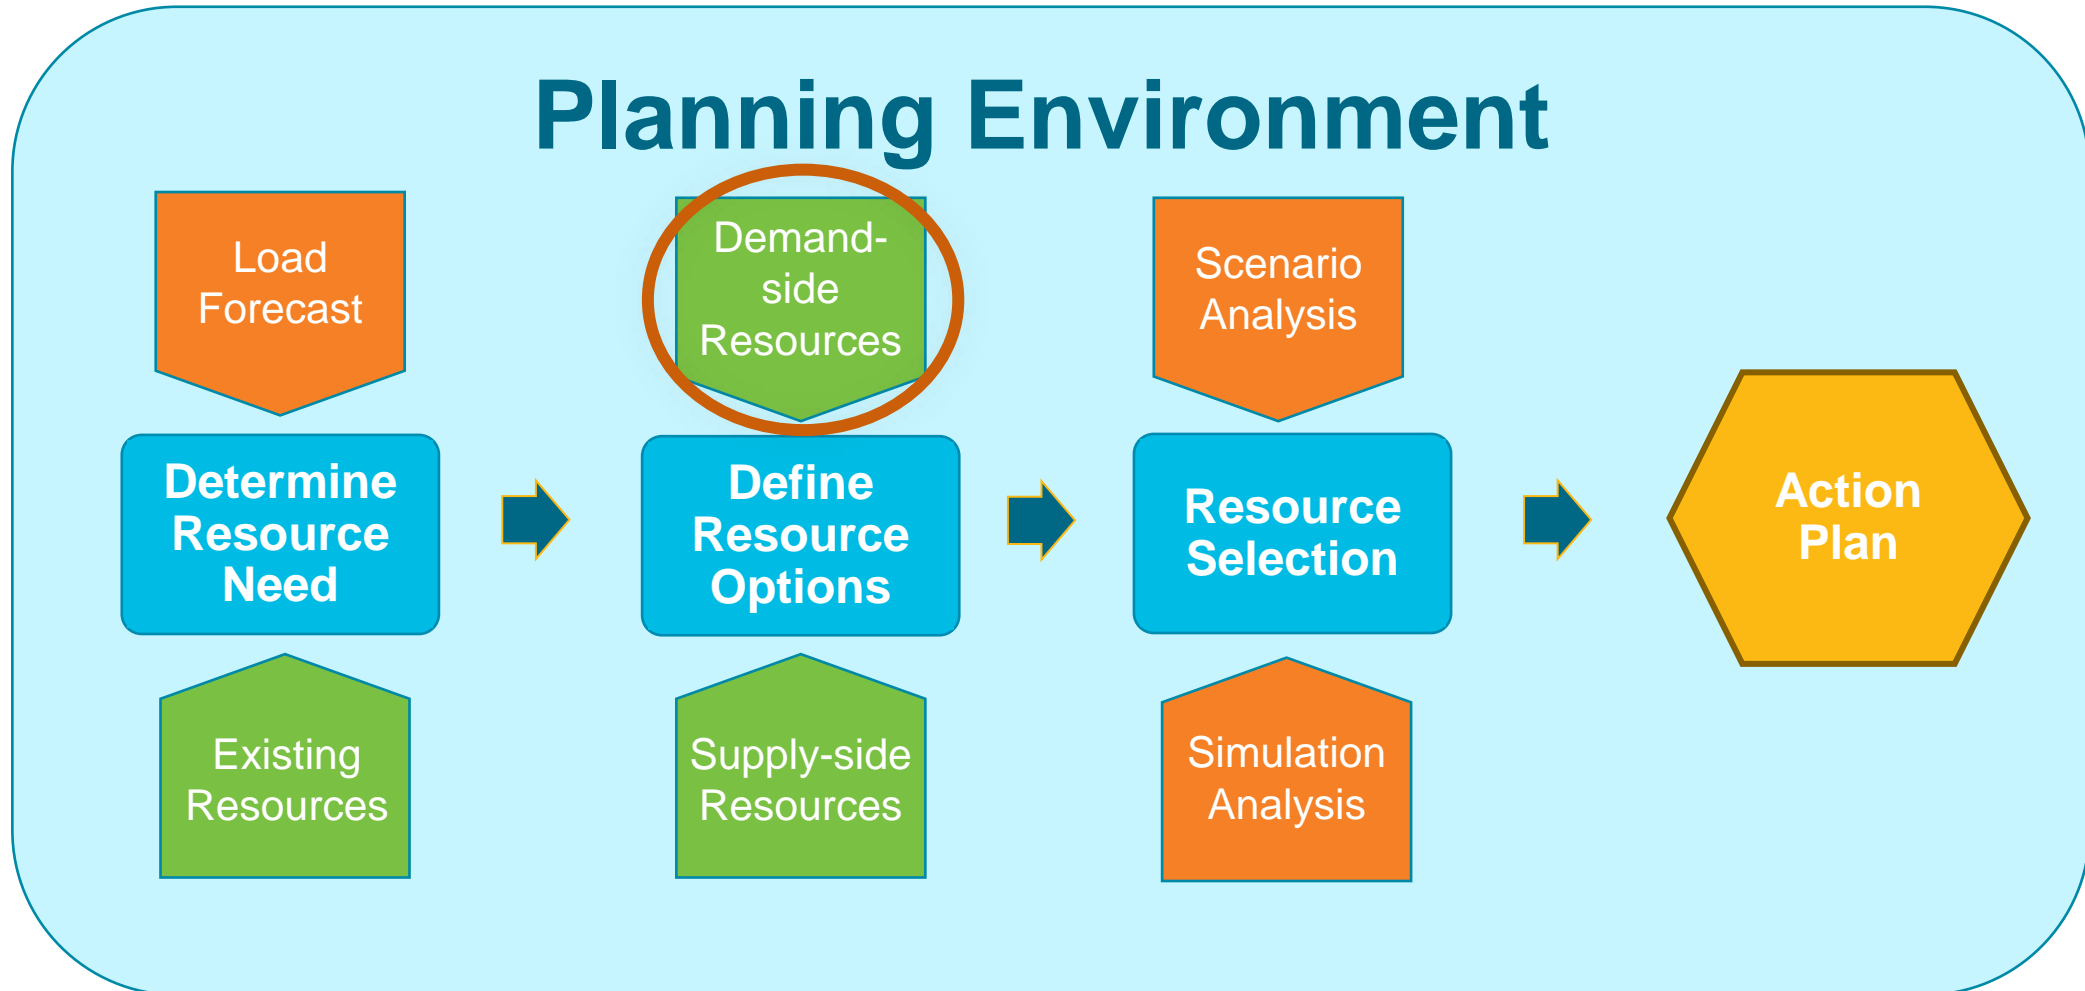 Planning Environment
Load
Forecast
Demand-
side
Resources
Scenario
Analysis
Determine
Resource
Need
Define
Resource
Options
Resource
Selection
Action
Plan
Existing
Resources
Supply-side
Resources
Simulation
Analysis